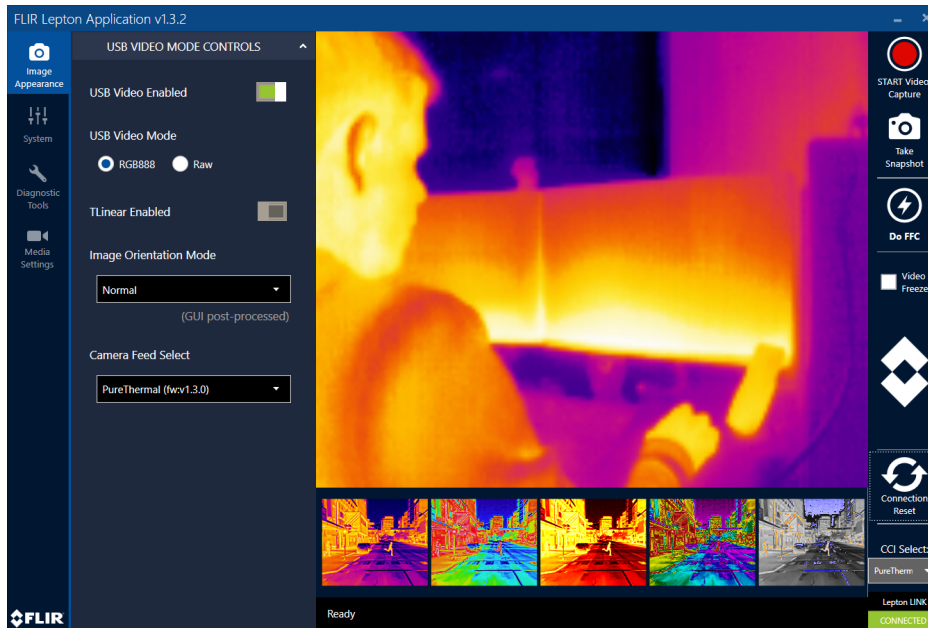 FLIR Lepton Application v1.3.2
Image
Appearance
System
Diagnostic
Tools
Media
Settings
FLIR
USB VIDEO MODE CONTROLS
USB Video Enabled
USB Video Mode
RGB888 Raw
TLinear Enabled
Image Orientation Mode
Normal
(GUI post-processed)
Camera Feed Select
PureThermal (fw:v1.3.0)
Ready
START Video
Capture
Take
Snapshot
Do FFC
Video
Freeze
Connection
Reset
CCI Select:
PureTherm
Lepton LINK
CONNECTED